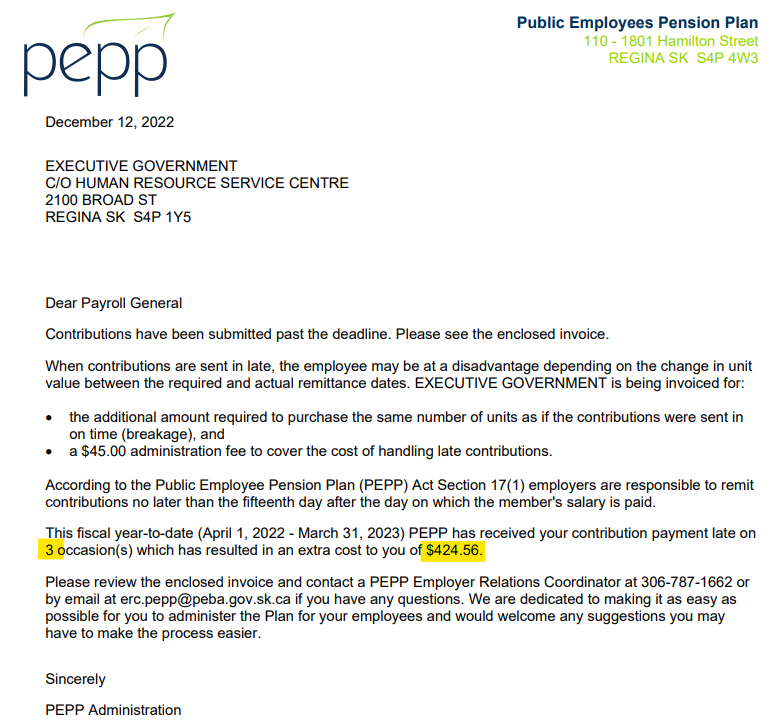 pepp
Public Employees Pension Plan
110 - 1801 Hamilton Street
REGINA SK  S4P 4W3
December 12, 2022
EXECUTIVE GOVERNMENT
C/O HUMAN RESOURCE SERVICE CENTRE
2100 BROAD ST
REGINA SK  S4P 1Y5
Dear Payroll General
Contributions have been submitted past the deadline. Please see the enclosed invoice.
When contributions are sent in late, the employee may be at a disadvantage depending on the change in unit
value between the required and actual remittance dates. EXECUTIVE GOVERNMENT is being invoiced for:
• the additional amount required to purchase the same number of units as if the contributions were sent in
on time (breakage), and
• a $45.00 administration fee to cover the cost of handling late contributions.
According to the Public Employee Pension Plan (PEPP) Act Section 17(1) employers are responsible to remit
contributions no later than the fifteenth day after the day on which the member's salary is paid.
This fiscal year-to-date (April 1, 2022 - March 31, 2023) PEPP has received your contribution payment late on
3 occasion(s) which has resulted in an extra cost to you of $424.56.
Please review the enclosed invoice and contact a PEPP Employer Relations Coordinator at 306-787-1662 or
by email at erc.pepp@peba.gov.sk.ca if you have any questions. We are dedicated to making it as easy as
possible for you to administer the Plan for your employees and would welcome any suggestions you may
have to make the process easier.
Sincerely
PEPP Administration